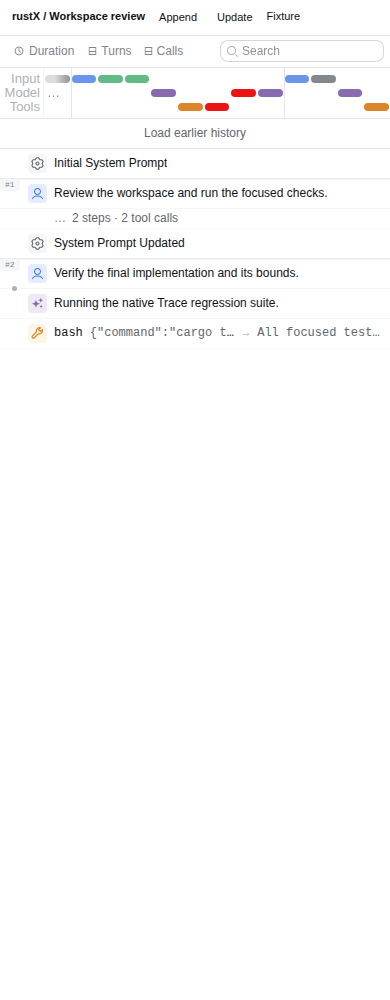 rustX / Workspace review Append Update Fixture
Duration Turns Calls Search
Input
Model ...
Tools
Load earlier history
Initial System Prompt
#1
Review the workspace and run the focused checks.
... 2 steps · 2 tool calls
System Prompt Updated
#2
Verify the final implementation and its bounds.
Running the native Trace regression suite.
bash {"command":"cargo t… → All focused test…